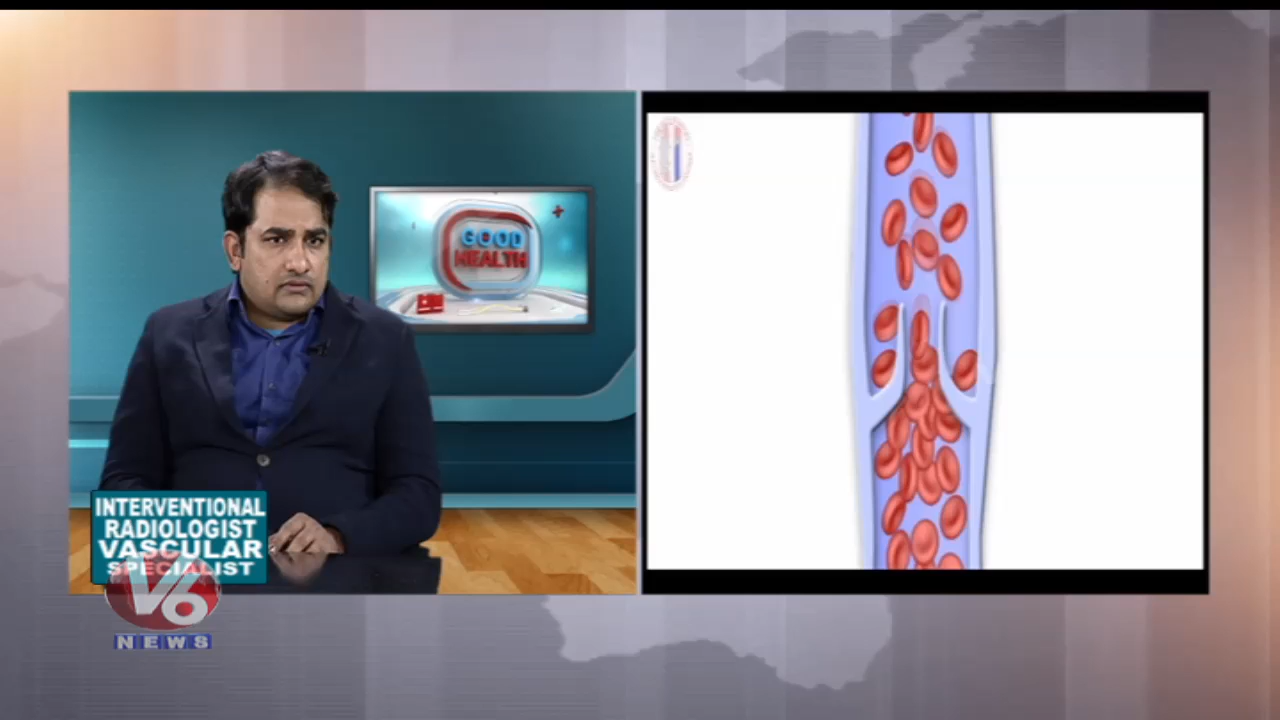 GOOD
HEALTH
INTERVENTIONAL
RADIOLOGIST
VASCULAR
SPECIALIST
V6
NEWS